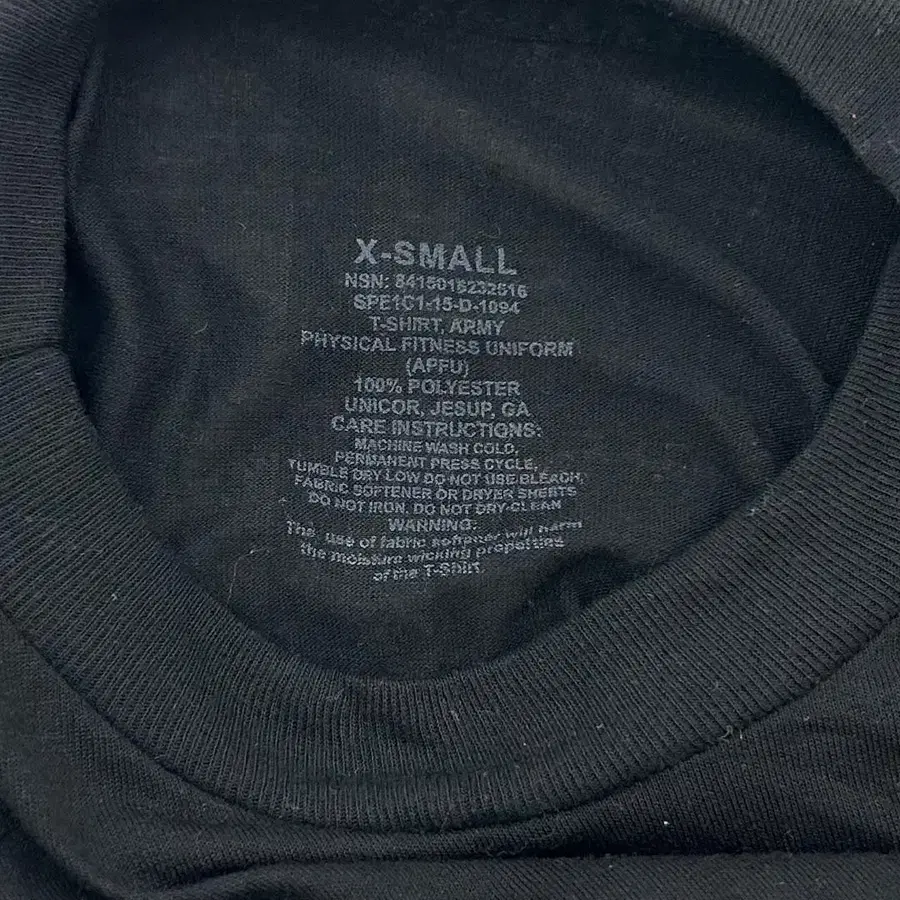 X-SMALL
NSN: 8415016232516
SPE1C1-15-D-1094
T-SHIRT, ARMY
PHYSICAL FITNESS UNIFORM
(APFU)
100% POLYESTER
UNICOR, JESUP, GA
CARE INSTRUCTIONS:
MACHINE WASH COLD,
PERMANENT PRESS CYCLE,
TUMBLE DRY LOW DO NOT USE BLEACH,
FABRIC SOFTENER OR DRYER SHEETS
DO NOT IRON, DO NOT DRY-CLEAN
WARNING:
The use of fabric softener will harm
the moisture wicking properties
of the T-Shirt.